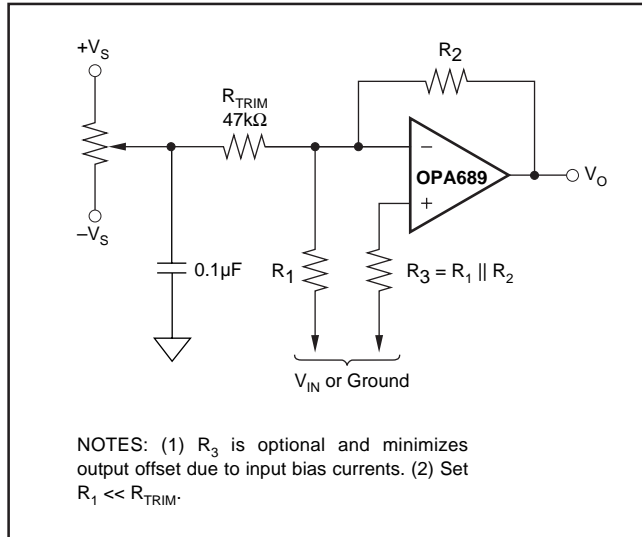 +V_S
R_2
R_TRIM
47kΩ
−
OPA689
V_O
+
−V_S
0.1µF
R_1
R_3 = R_1 || R_2
V_IN or Ground
NOTES: (1) R_3 is optional and minimizes
output offset due to input bias currents. (2) Set
R_1 << R_TRIM.